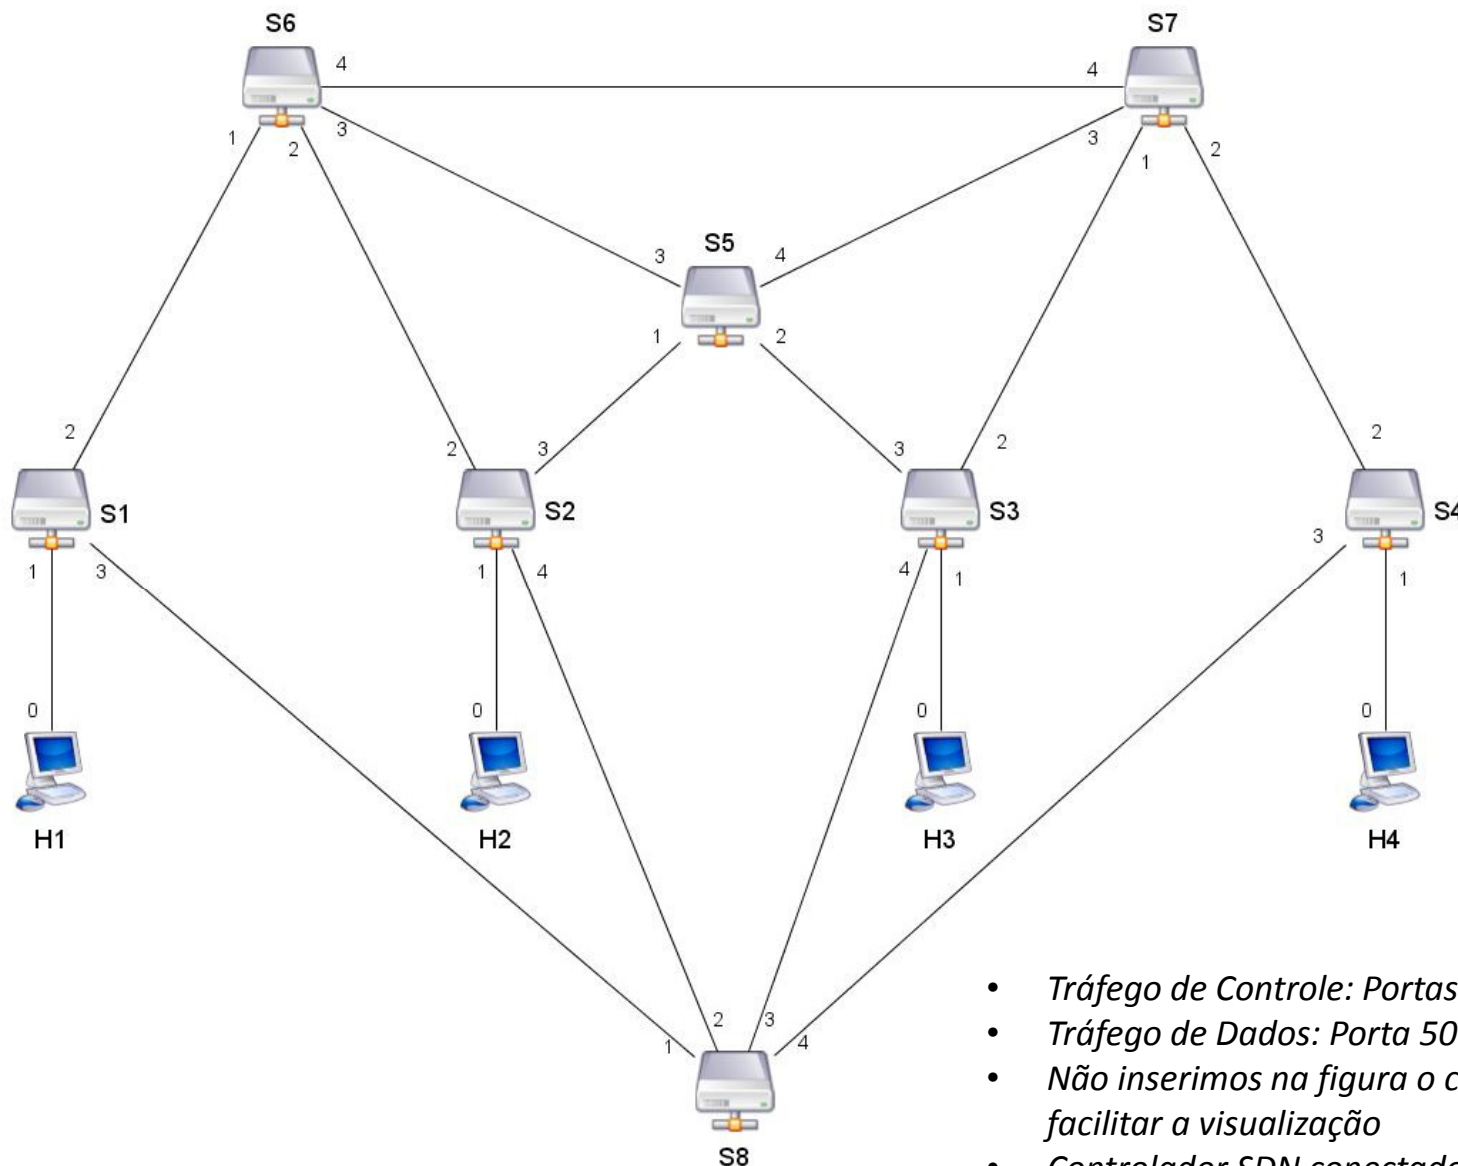 S6
S7
4
4
1
2
3
3
1
2
S5
3
4
1
2
2
2
3
3
2
2
S1
S2
S3
S4
1
3
1
4
4
1
3
1
0
0
0
0
H1
H2
H3
H4
• Tráfego de Controle: Portas
• Tráfego de Dados: Porta 50
• Não inserimos na figura o c
facilitar a visualização
• Controlador SDN conectado
1
2
3
4
S8